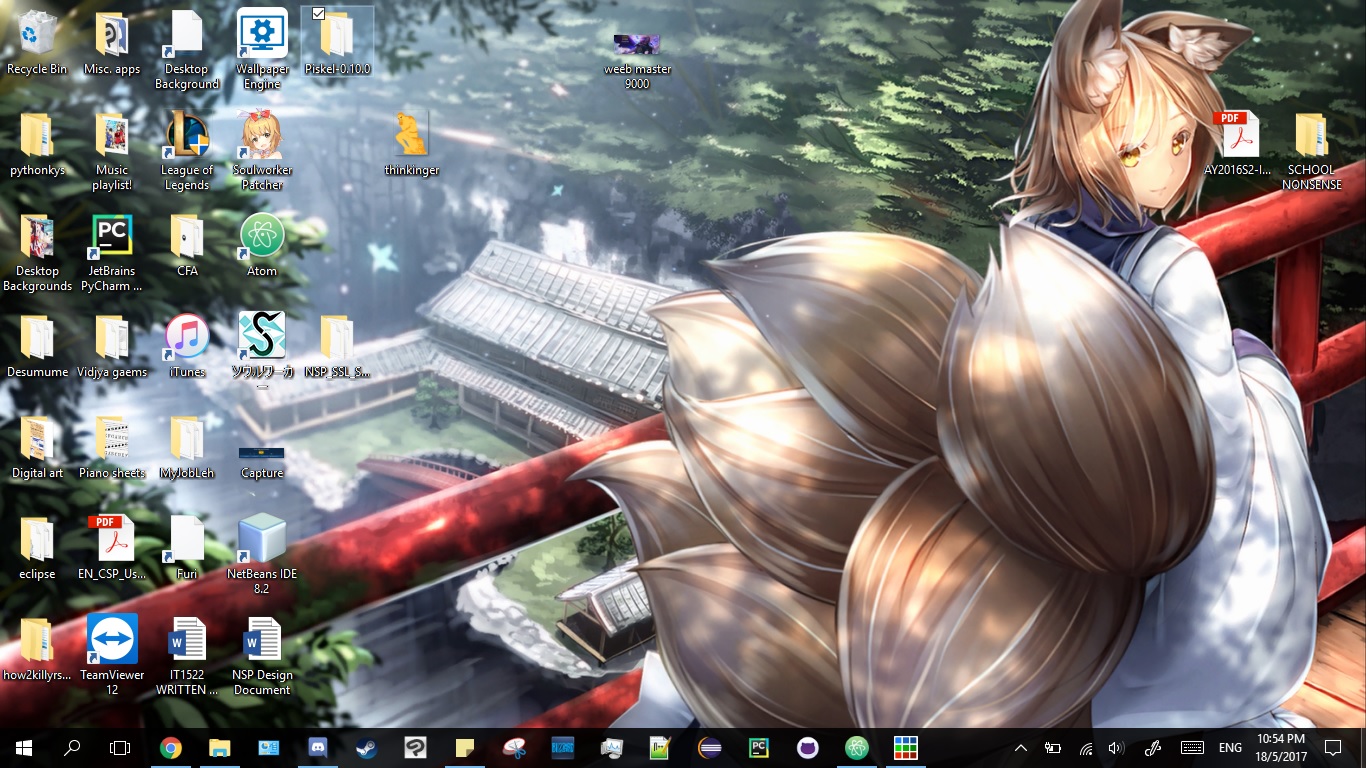 Recycle Bin
Misc. apps
Desktop
Background
Wallpaper
Engine
Piskel-0.10.0
weeb master
9000
pythonkys
Music
playlist!
League of
Legends
Soulworker
Patcher
thinkinger
PDF
AY2016S2-I...
SCHOOL
NONSENSE
Desktop
Backgrounds
PC
JetBrains
PyCharm ...
CFA
Atom
Desumume
Vidjya gaems
iTunes
ソウルワーカ
ー
NSP_SSL_S...
Digital art
Piano sheets
MyJobLeh
Capture
eclipse
PDF
EN_CSP_Us...
Furi
NetBeans IDE
8.2
how2killyrs...
TeamViewer
12
W
IT1522
WRITTEN ...
W
NSP Design
Document
PC
ENG
10:54 PM
18/5/2017